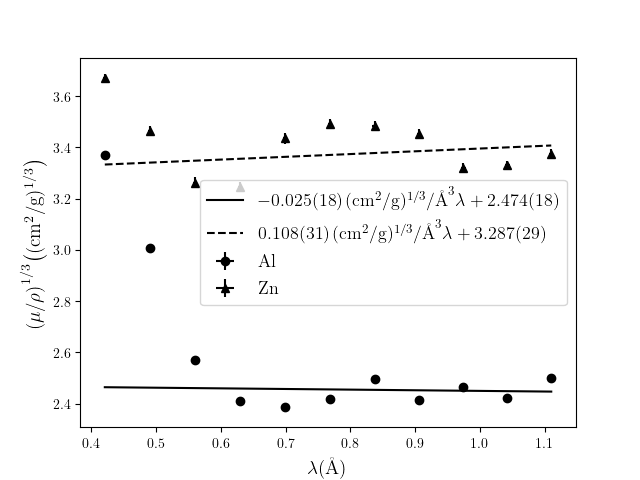 3.6
3.4
3.2
3.0
2.8
2.6
2.4
(μ/ρ)^{1/3}((cm²/g)^{1/3})
−0.025(18)(cm²/g)^{1/3}/Å³λ + 2.474(18)
0.108(31)(cm²/g)^{1/3}/Å³λ + 3.287(29)
Al
Zn
0.4 0.5 0.6 0.7 0.8 0.9 1.0 1.1
λ(Å)